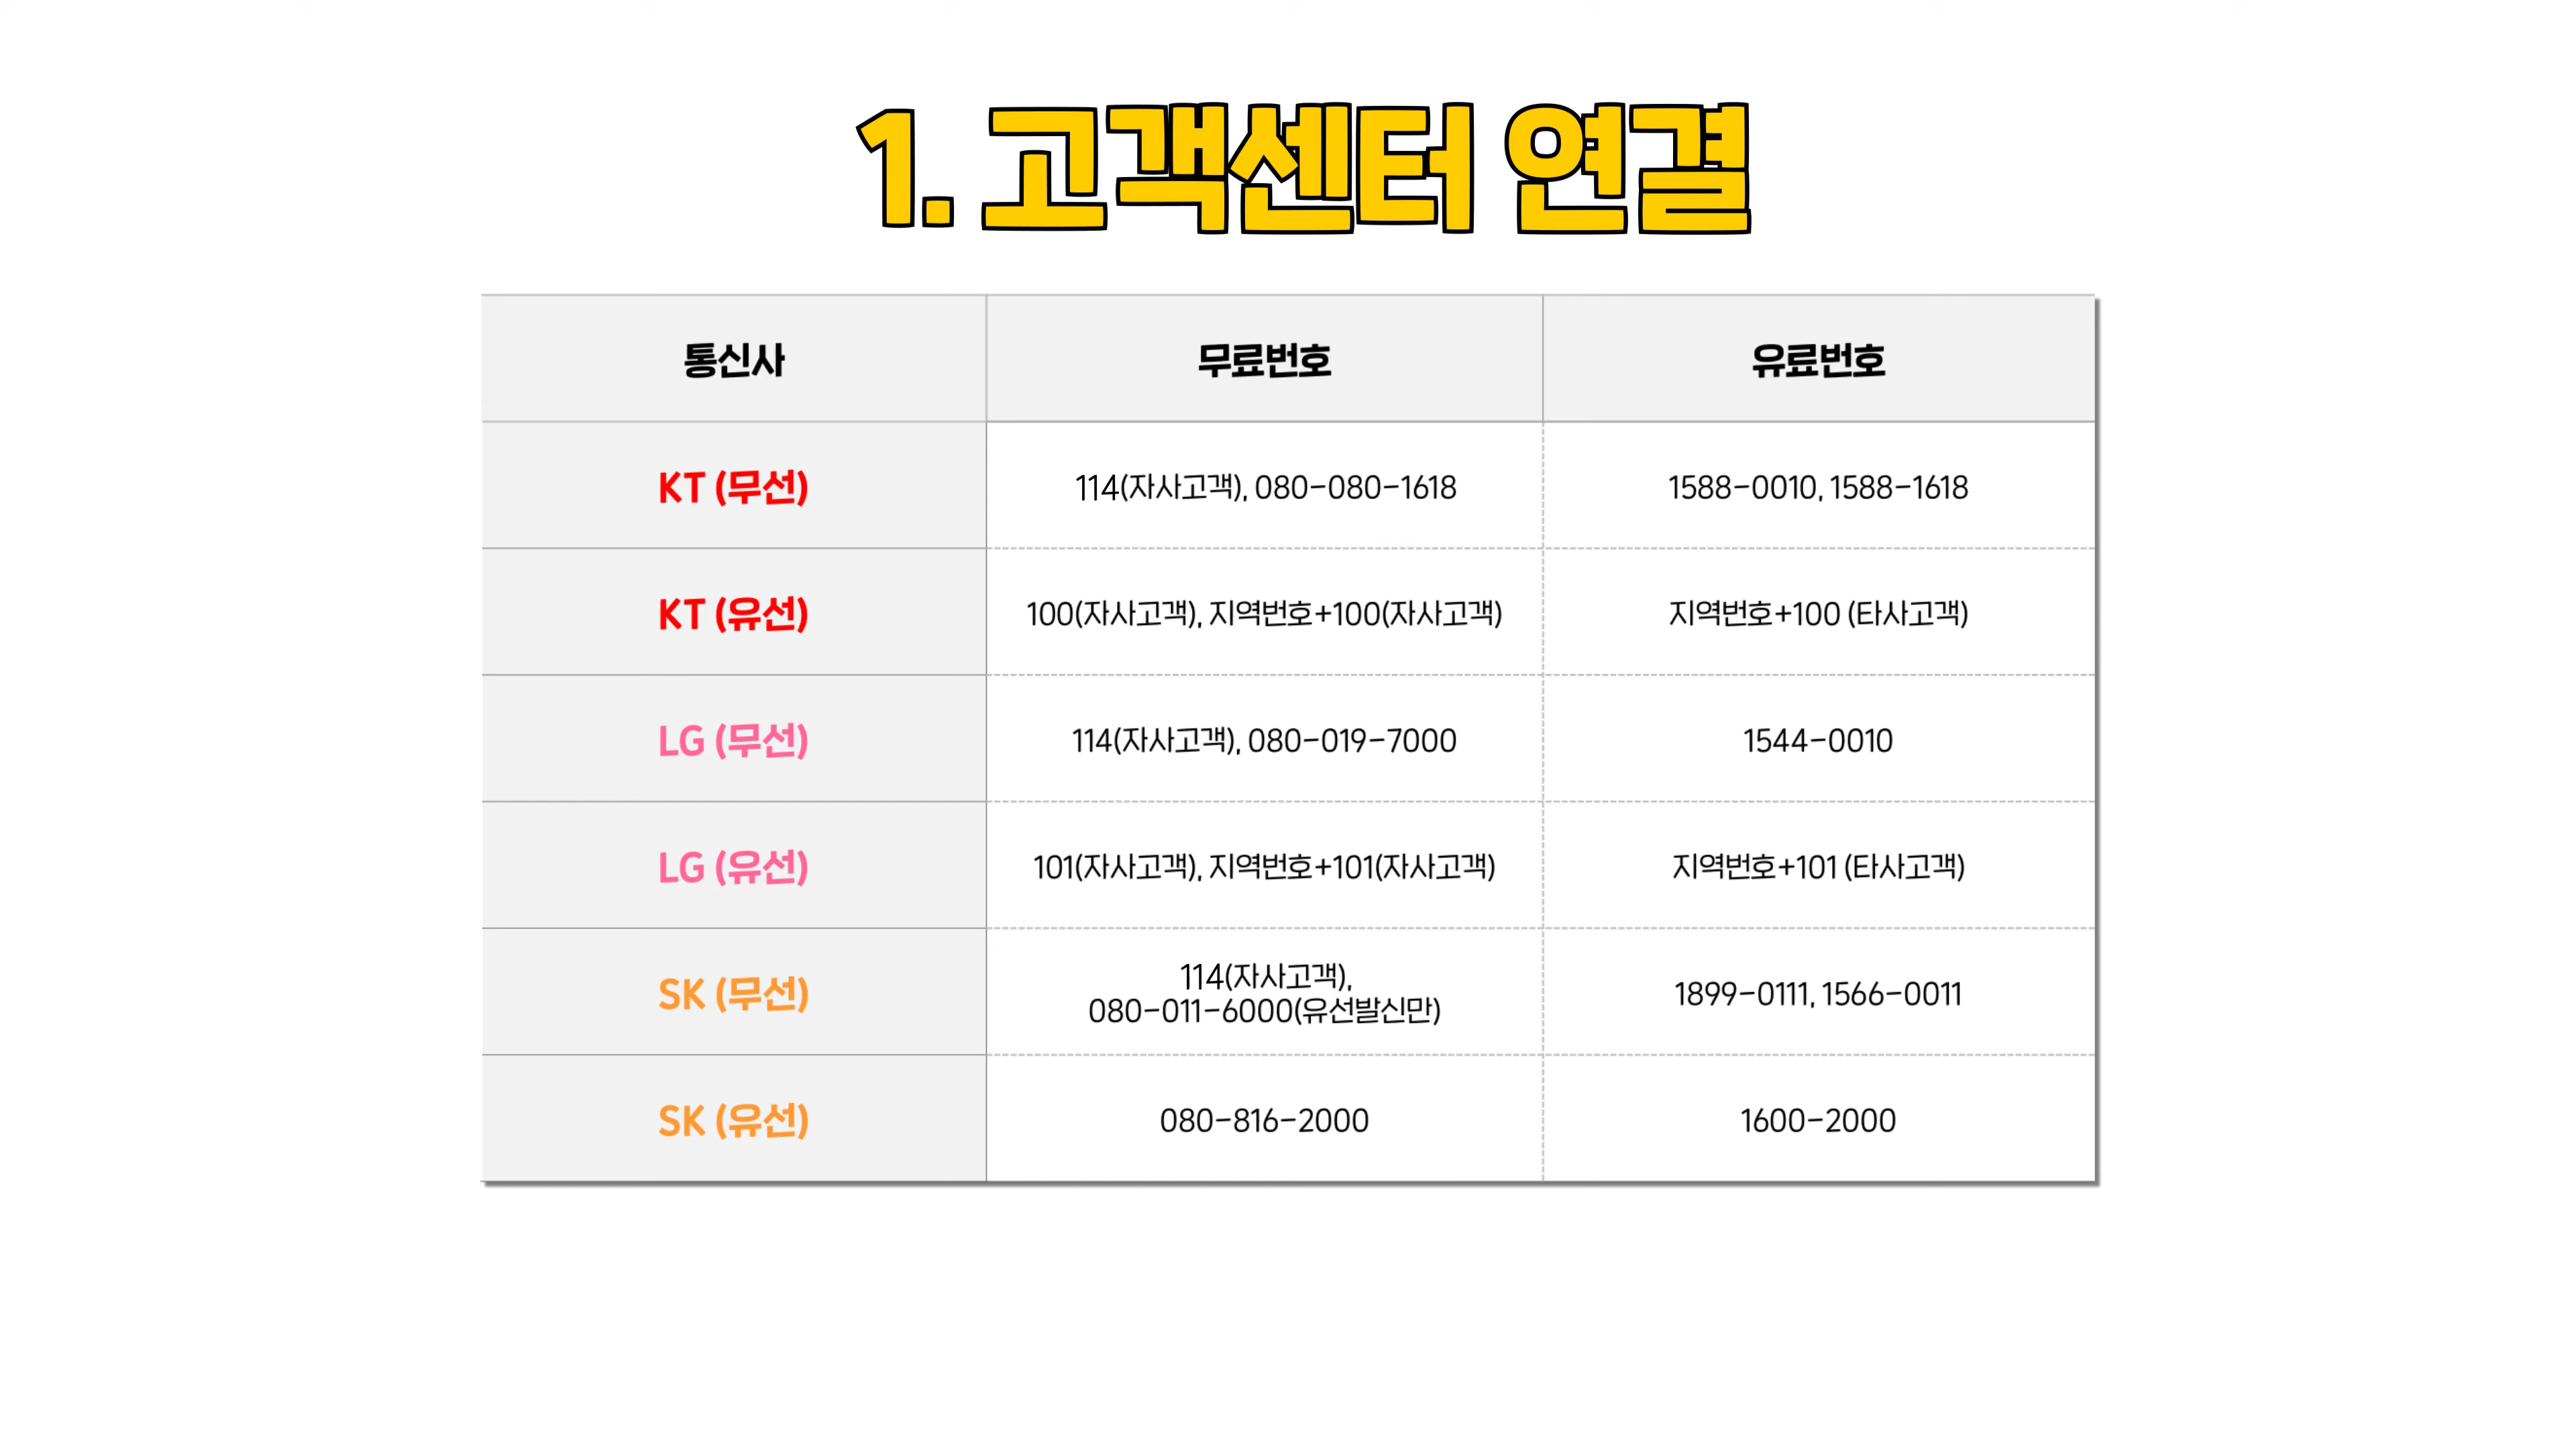 1. 고객센터 연결
통신사 무료번호 유료번호
KT (무선) 114(자사고객), 080-080-1618 1588-0010, 1588-1618
KT (유선) 100(자사고객), 지역번호+100(자사고객) 지역번호+100 (타사고객)
LG (무선) 114(자사고객), 080-019-7000 1544-0010
LG (유선) 101(자사고객), 지역번호+101(자사고객) 지역번호+101 (타사고객)
SK (무선) 114(자사고객),
080-011-6000(유선발신만) 1899-0111, 1566-0011
SK (유선) 080-816-2000 1600-2000